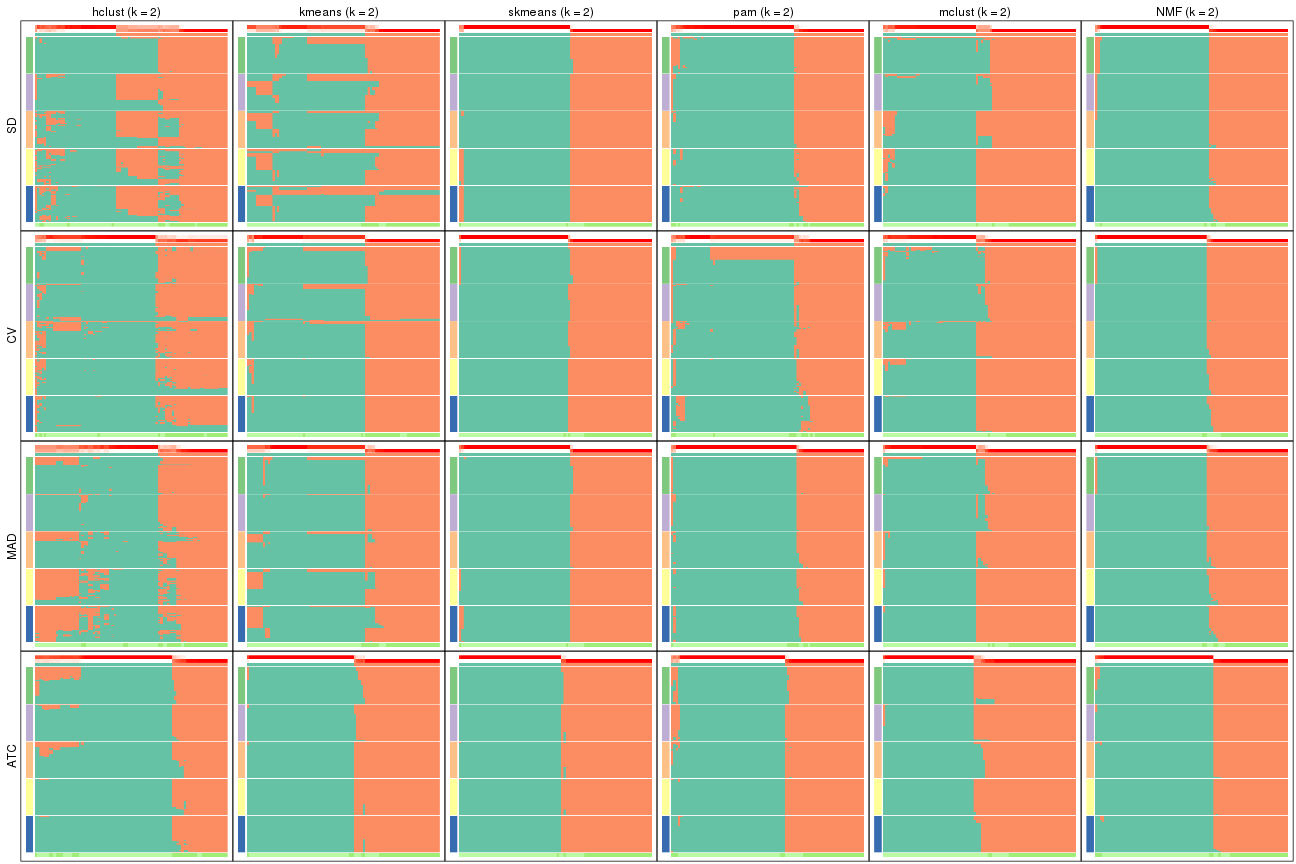 hclust (k = 2) kmeans (k = 2) skmeans (k = 2) pam (k = 2) mclust (k = 2) NMF (k = 2)
SD
CV
MAD
ATC